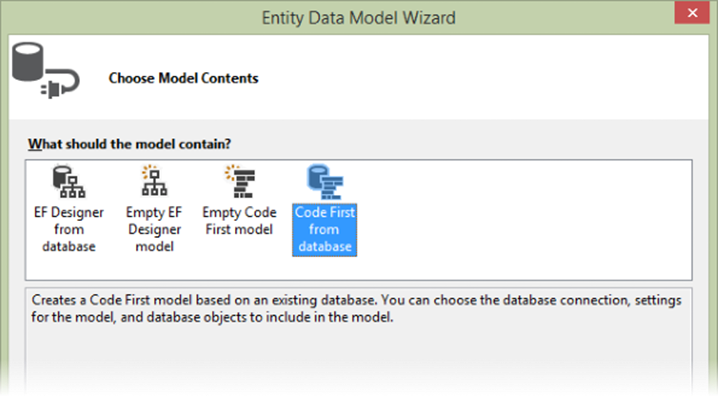 Entity Data Model Wizard
Choose Model Contents
What should the model contain?
EF Designer
from
database
Empty EF
Designer
model
Empty Code
First model
Code First
from
database
Creates a Code First model based on an existing database. You can choose the database connection, settings
for the model, and database objects to include in the model.